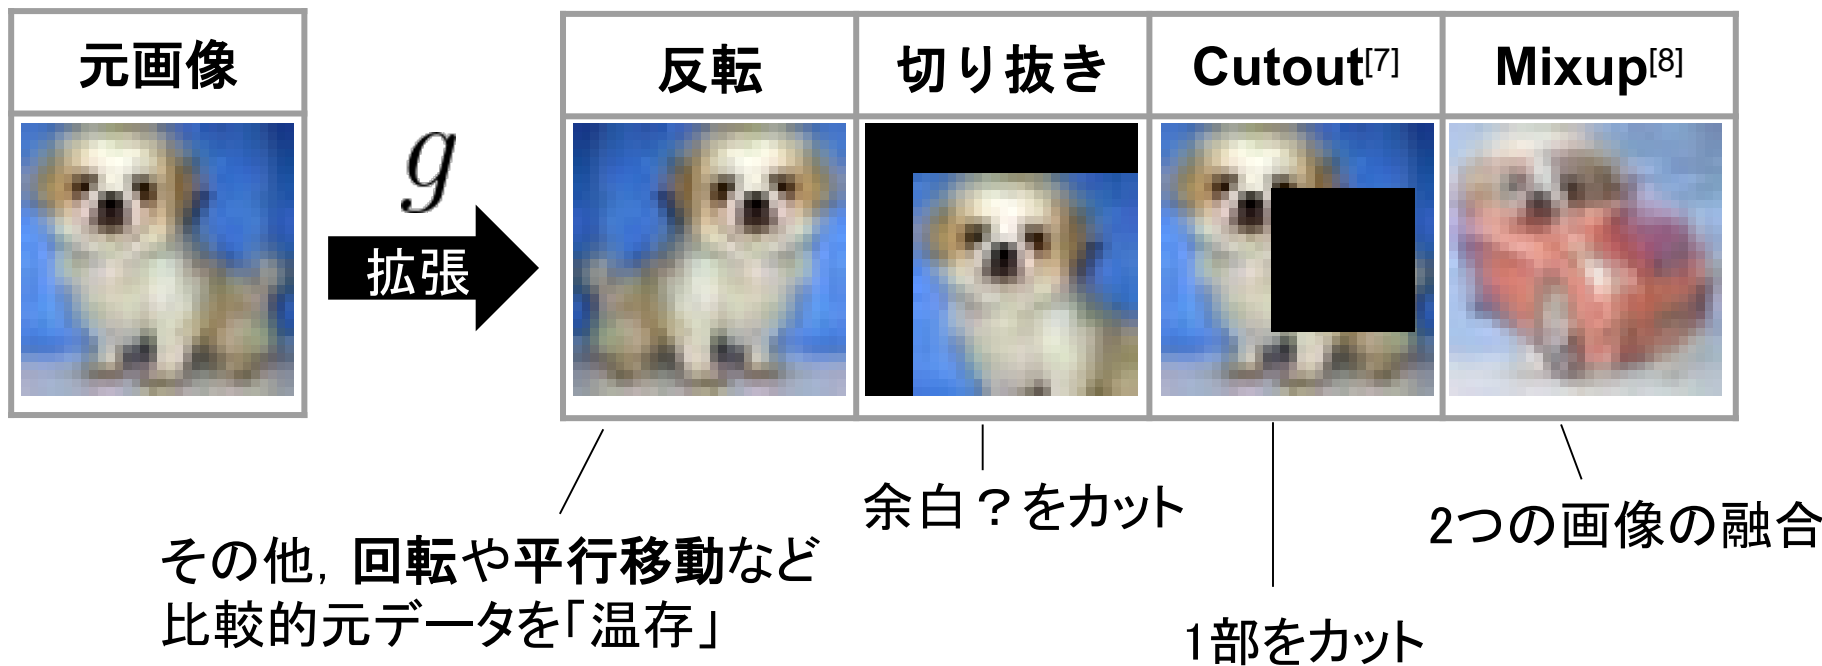 元画像
g
拡張
反転
切り抜き
Cutout[7]
Mixup[8]
余白？をカット
2つの画像の融合
その他, 回転や平行移動など
比較的元データを「温存」
1部をカット